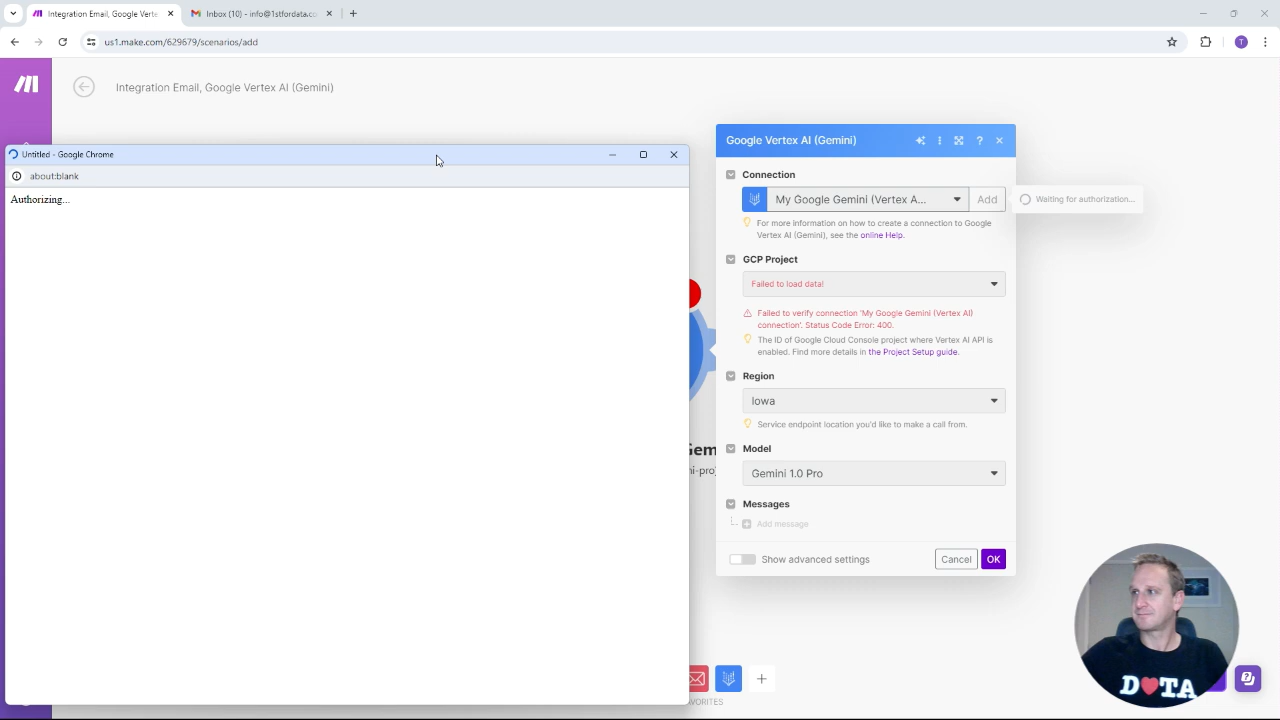 Integration Email, Google Verte
Inbox (10) - info@1stfordata.co
us1.make.com/629679/scenarios/add
T
Integration Email, Google Vertex AI (Gemini)
Untitled - Google Chrome
about:blank
Authorizing...
Google Vertex AI (Gemini)
Connection
My Google Gemini (Vertex A...
Add
Waiting for authorization...
For more information on how to create a connection to Google
Vertex AI (Gemini), see the online Help.
GCP Project
Failed to load data!
Failed to verify connection 'My Google Gemini (Vertex AI)
connection'. Status Code Error: 400.
The ID of Google Cloud Console project where Vertex AI API is
enabled. Find more details in the Project Setup guide.
Region
Iowa
Service endpoint location you'd like to make a call from.
Model
Gemini 1.0 Pro
Messages
Add message
Show advanced settings
Cancel
OK
D♥TA